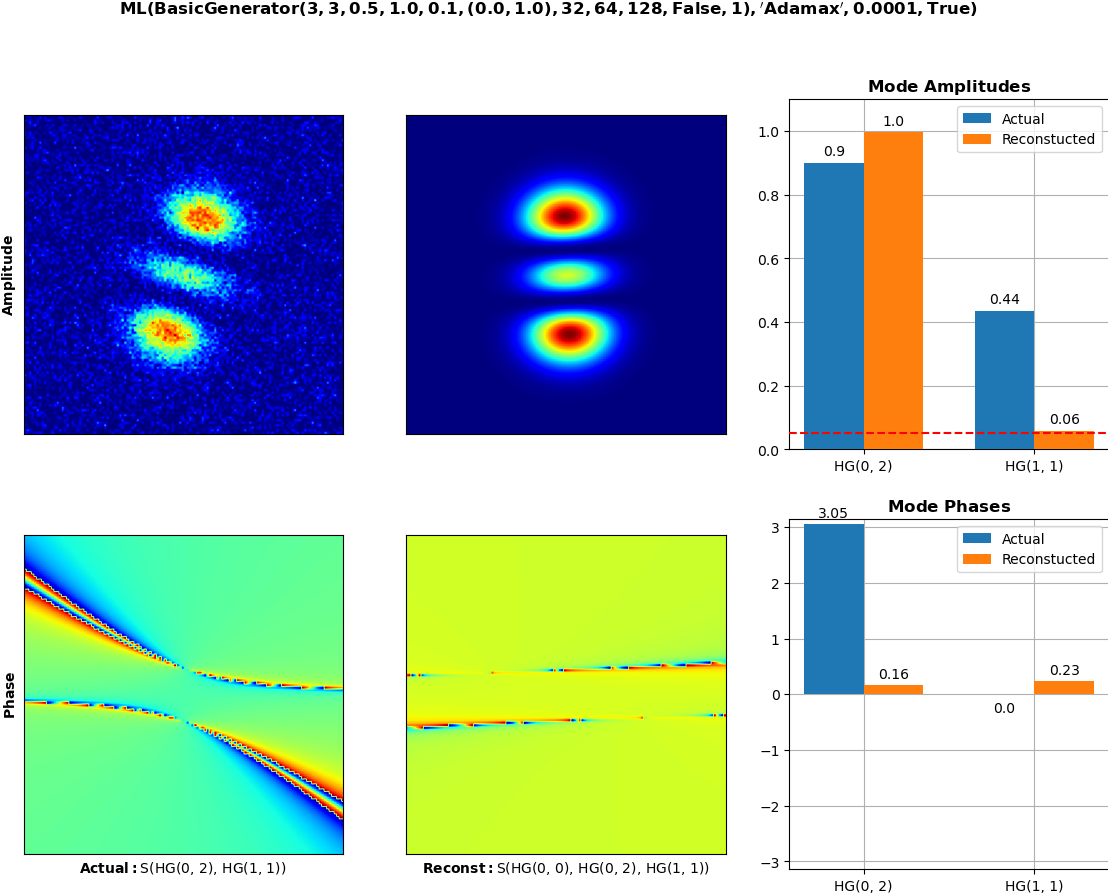 ML(BasicGenerator(3, 3, 0.5, 1.0, 0.1, (0.0, 1.0), 32, 64, 128, False, 1), ′Adamax′, 0.0001, True)
Amplitude
Mode Amplitudes
Actual
Reconstucted
1.0
0.8
0.6
0.4
0.2
0.0
0.9
1.0
0.44
0.06
HG(0, 2)
HG(1, 1)
Phase
Actual: S(HG(0, 2), HG(1, 1))
Reconst: S(HG(0, 0), HG(0, 2), HG(1, 1))
Mode Phases
Actual
Reconstucted
3
2
1
0
−1
−2
−3
3.05
0.16
0.0
0.23
HG(0, 2)
HG(1, 1)